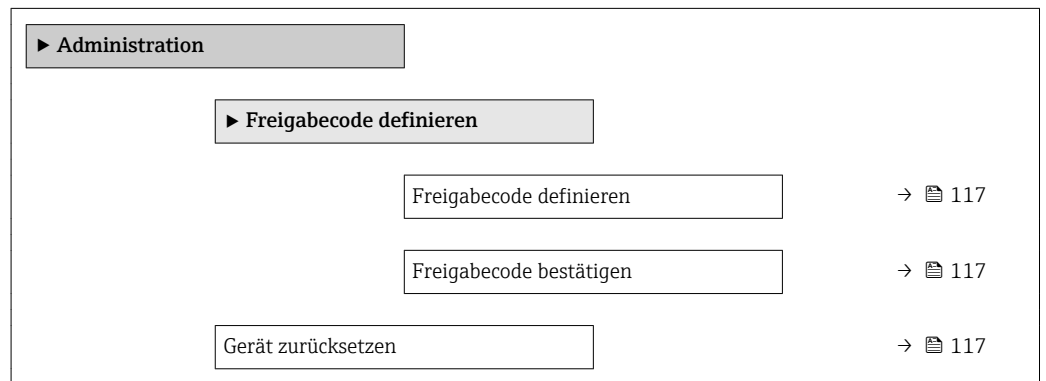 ▶ Administration
▶ Freigabecode definieren
Freigabecode definieren → 117
Freigabecode bestätigen → 117
Gerät zurücksetzen → 117